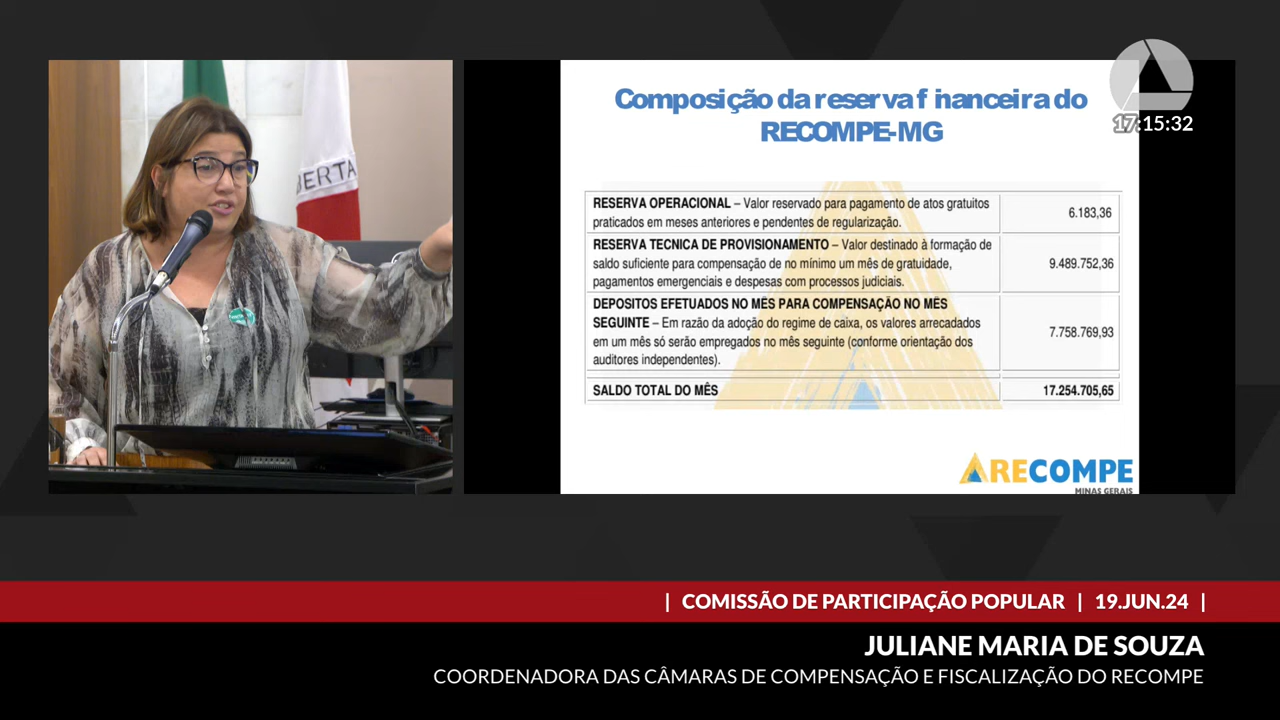 BERTA
Composição da reserva financeira do
RECOMPE-MG
17:15:32
RESERVA OPERACIONAL – Valor reservado para pagamento de atos gratuitos
praticados em meses anteriores e pendentes de regularização.
6.183,36
RESERVA TECNICA DE PROVISIONAMENTO – Valor destinado à formação de
saldo suficiente para compensação de no mínimo um mês de gratuidade,
pagamentos emergenciais e despesas com processos judiciais.
9.489.752,36
DEPOSITOS EFETUADOS NO MÊS PARA COMPENSAÇÃO NO MÊS
SEGUINTE – Em razão da adoção do regime de caixa, os valores arrecadados
em um mês só serão empregados no mês seguinte (conforme orientação dos
auditores independentes).
7.758.769,93
SALDO TOTAL DO MÊS
17.254.705,65
RECOMPE
MINAS GERAIS
| COMISSÃO DE PARTICIPAÇÃO POPULAR | 19.JUN.24 |
JULIANE MARIA DE SOUZA
COORDENADORA DAS CÂMARAS DE COMPENSAÇÃO E FISCALIZAÇÃO DO RECOMPE